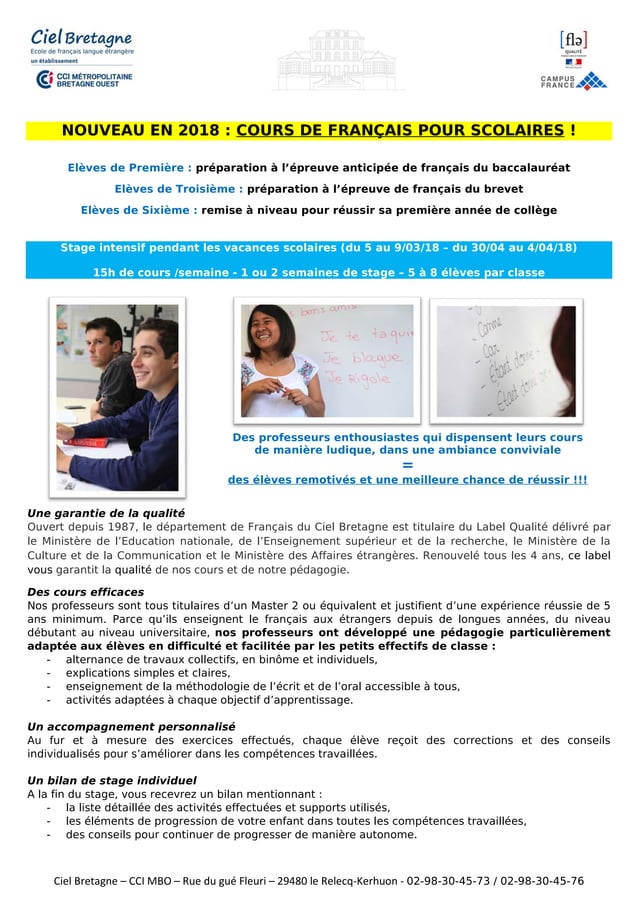 Ciel Bretagne
Ecole de français langue étrangère
un établissement
CCI MÉTROPOLITAINE
BRETAGNE OUEST
[flə]
QUALITÉ
CAMPUS
FRANCE
NOUVEAU EN 2018 : COURS DE FRANÇAIS POUR SCOLAIRES !
Elèves de Première : préparation à l’épreuve anticipée de français du baccalauréat
Elèves de Troisième : préparation à l’épreuve de français du brevet
Elèves de Sixième : remise à niveau pour réussir sa première année de collège
Stage intensif pendant les vacances scolaires (du 5 au 9/03/18 – du 30/04 au 4/04/18)
15h de cours /semaine - 1 ou 2 semaines de stage – 5 à 8 élèves par classe
bons amis
Je te taqui
Je blague
Je Rigole
- Comme
- Car
- Etant donné
- Etant donné
Des professeurs enthousiastes qui dispensent leurs cours
de manière ludique, dans une ambiance conviviale
=
des élèves remotivés et une meilleure chance de réussir !!!
Une garantie de la qualité
Ouvert depuis 1987, le département de Français du Ciel Bretagne est titulaire du Label Qualité délivré par
le Ministère de l’Education nationale, de l’Enseignement supérieur et de la recherche, le Ministère de la
Culture et de la Communication et le Ministère des Affaires étrangères. Renouvelé tous les 4 ans, ce label
vous garantit la qualité de nos cours et de notre pédagogie.
Des cours efficaces
Nos professeurs sont tous titulaires d’un Master 2 ou équivalent et justifient d’une expérience réussie de 5
ans minimum. Parce qu’ils enseignent le français aux étrangers depuis de longues années, du niveau
débutant au niveau universitaire, nos professeurs ont développé une pédagogie particulièrement
adaptée aux élèves en difficulté et facilitée par les petits effectifs de classe :
- alternance de travaux collectifs, en binôme et individuels,
- explications simples et claires,
- enseignement de la méthodologie de l’écrit et de l’oral accessible à tous,
- activités adaptées à chaque objectif d’apprentissage.
Un accompagnement personnalisé
Au fur et à mesure des exercices effectués, chaque élève reçoit des corrections et des conseils
individualisés pour s’améliorer dans les compétences travaillées.
Un bilan de stage individuel
A la fin du stage, vous recevrez un bilan mentionnant :
- la liste détaillée des activités effectuées et supports utilisés,
- les éléments de progression de votre enfant dans toutes les compétences travaillées,
- des conseils pour continuer de progresser de manière autonome.
Ciel Bretagne – CCI MBO – Rue du gué Fleuri – 29480 le Relecq-Kerhuon - 02-98-30-45-73 / 02-98-30-45-76